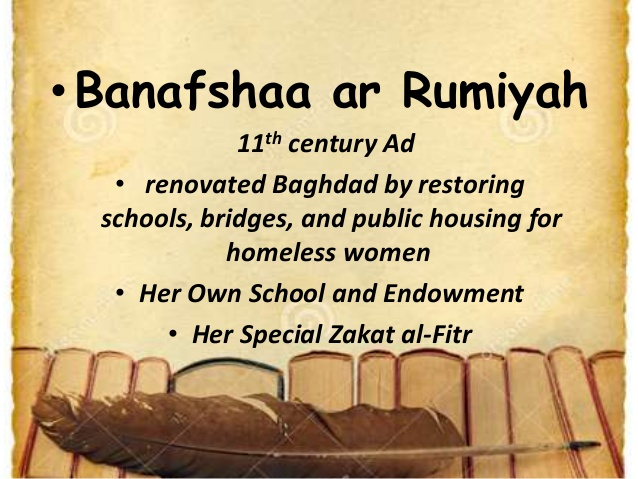 • Banafshaa ar Rumiyah
11th century Ad
• renovated Baghdad by restoring
schools, bridges, and public housing for
homeless women
• Her Own School and Endowment
• Her Special Zakat al-Fitr